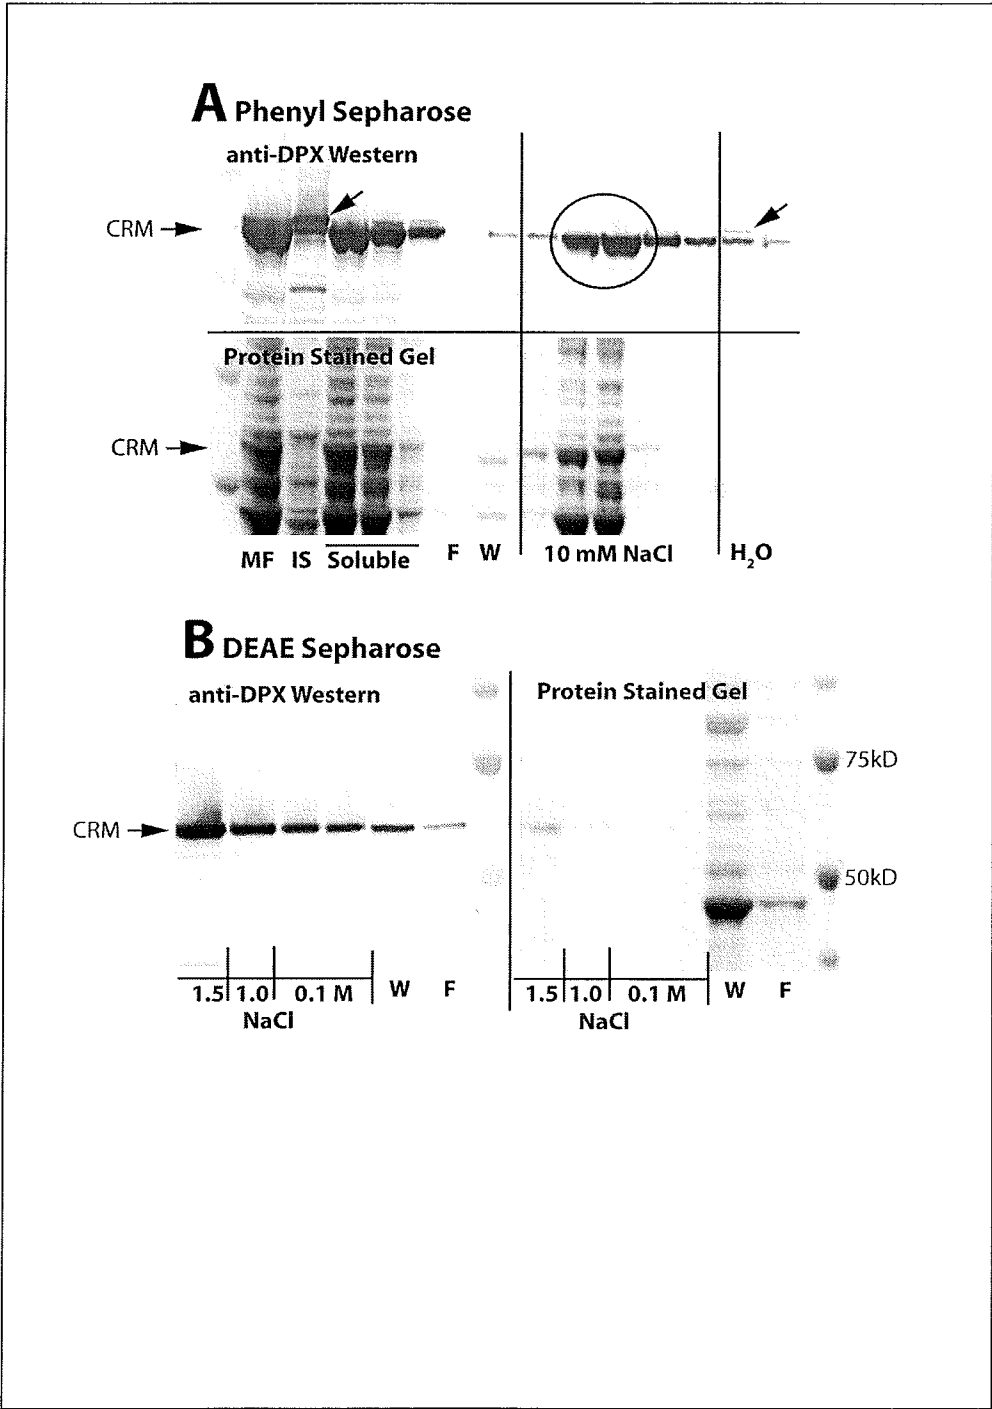 A Phenyl Sepharose
anti-DPX Western
CRM
Protein Stained Gel
CRM
MF IS Soluble F W 10 mM NaCl H₂O
B DEAE Sepharose
anti-DPX Western Protein Stained Gel
75kD
CRM
50kD
1.5 1.0 0.1 M W F 1.5 1.0 0.1 M W F
NaCl NaCl